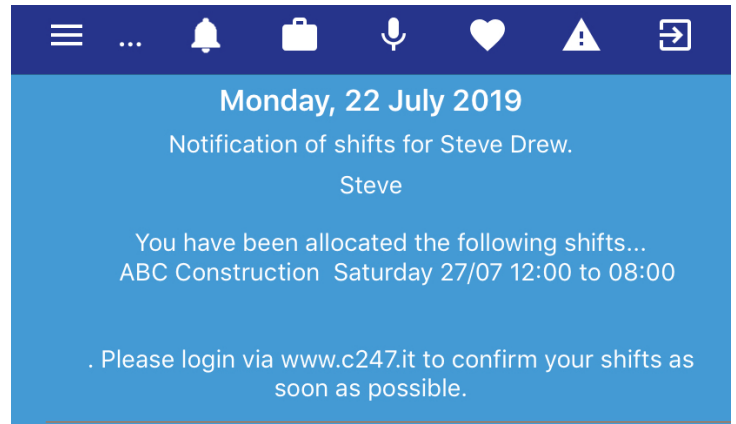 ...
Monday, 22 July 2019
Notification of shifts for Steve Drew.
Steve
You have been allocated the following shifts...
ABC Construction  Saturday 27/07 12:00 to 08:00
. Please login via www.c247.it to confirm your shifts as
soon as possible.